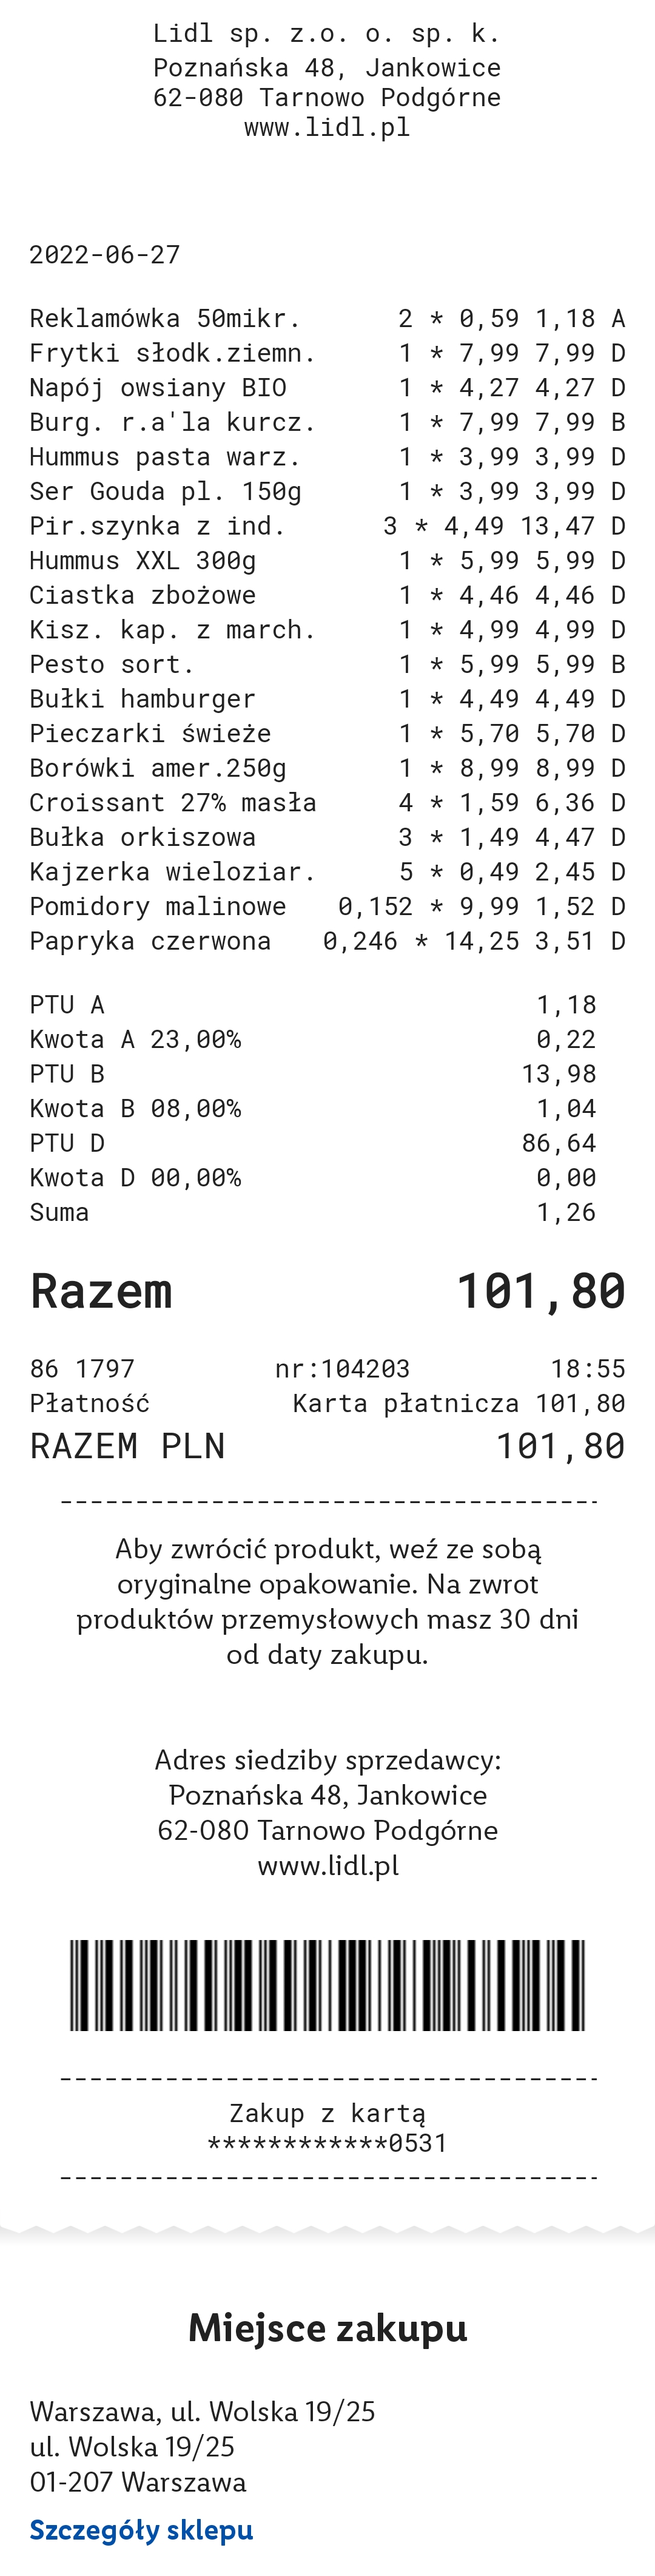 Lidl sp. z.o. o. sp. k.
Poznańska 48, Jankowice
62-080 Tarnowo Podgórne
www.lidl.pl
2022-06-27
Reklamówka 50mikr. 2 * 0,59 1,18 A
Frytki słodk.ziemn. 1 * 7,99 7,99 D
Napój owsiany BIO 1 * 4,27 4,27 D
Burg. r.a'la kurcz. 1 * 7,99 7,99 B
Hummus pasta warz. 1 * 3,99 3,99 D
Ser Gouda pl. 150g 1 * 3,99 3,99 D
Pir.szynka z ind. 3 * 4,49 13,47 D
Hummus XXL 300g 1 * 5,99 5,99 D
Ciastka zbożowe 1 * 4,46 4,46 D
Kisz. kap. z march. 1 * 4,99 4,99 D
Pesto sort. 1 * 5,99 5,99 B
Bułki hamburger 1 * 4,49 4,49 D
Pieczarki świeże 1 * 5,70 5,70 D
Borówki amer.250g 1 * 8,99 8,99 D
Croissant 27% masła 4 * 1,59 6,36 D
Bułka orkiszowa 3 * 1,49 4,47 D
Kajzerka wieloziar. 5 * 0,49 2,45 D
Pomidory malinowe 0,152 * 9,99 1,52 D
Papryka czerwona 0,246 * 14,25 3,51 D
PTU A 1,18
Kwota A 23,00% 0,22
PTU B 13,98
Kwota B 08,00% 1,04
PTU D 86,64
Kwota D 00,00% 0,00
Suma 1,26
Razem 101,80
86 1797 nr:104203 18:55
Płatność Karta płatnicza 101,80
RAZEM PLN 101,80
Aby zwrócić produkt, weź ze sobą
oryginalne opakowanie. Na zwrot
produktów przemysłowych masz 30 dni
od daty zakupu.
Adres siedziby sprzedawcy:
Poznańska 48, Jankowice
62-080 Tarnowo Podgórne
www.lidl.pl
Zakup z kartą
************0531
Miejsce zakupu
Warszawa, ul. Wolska 19/25
ul. Wolska 19/25
01-207 Warszawa
Szczegóły sklepu